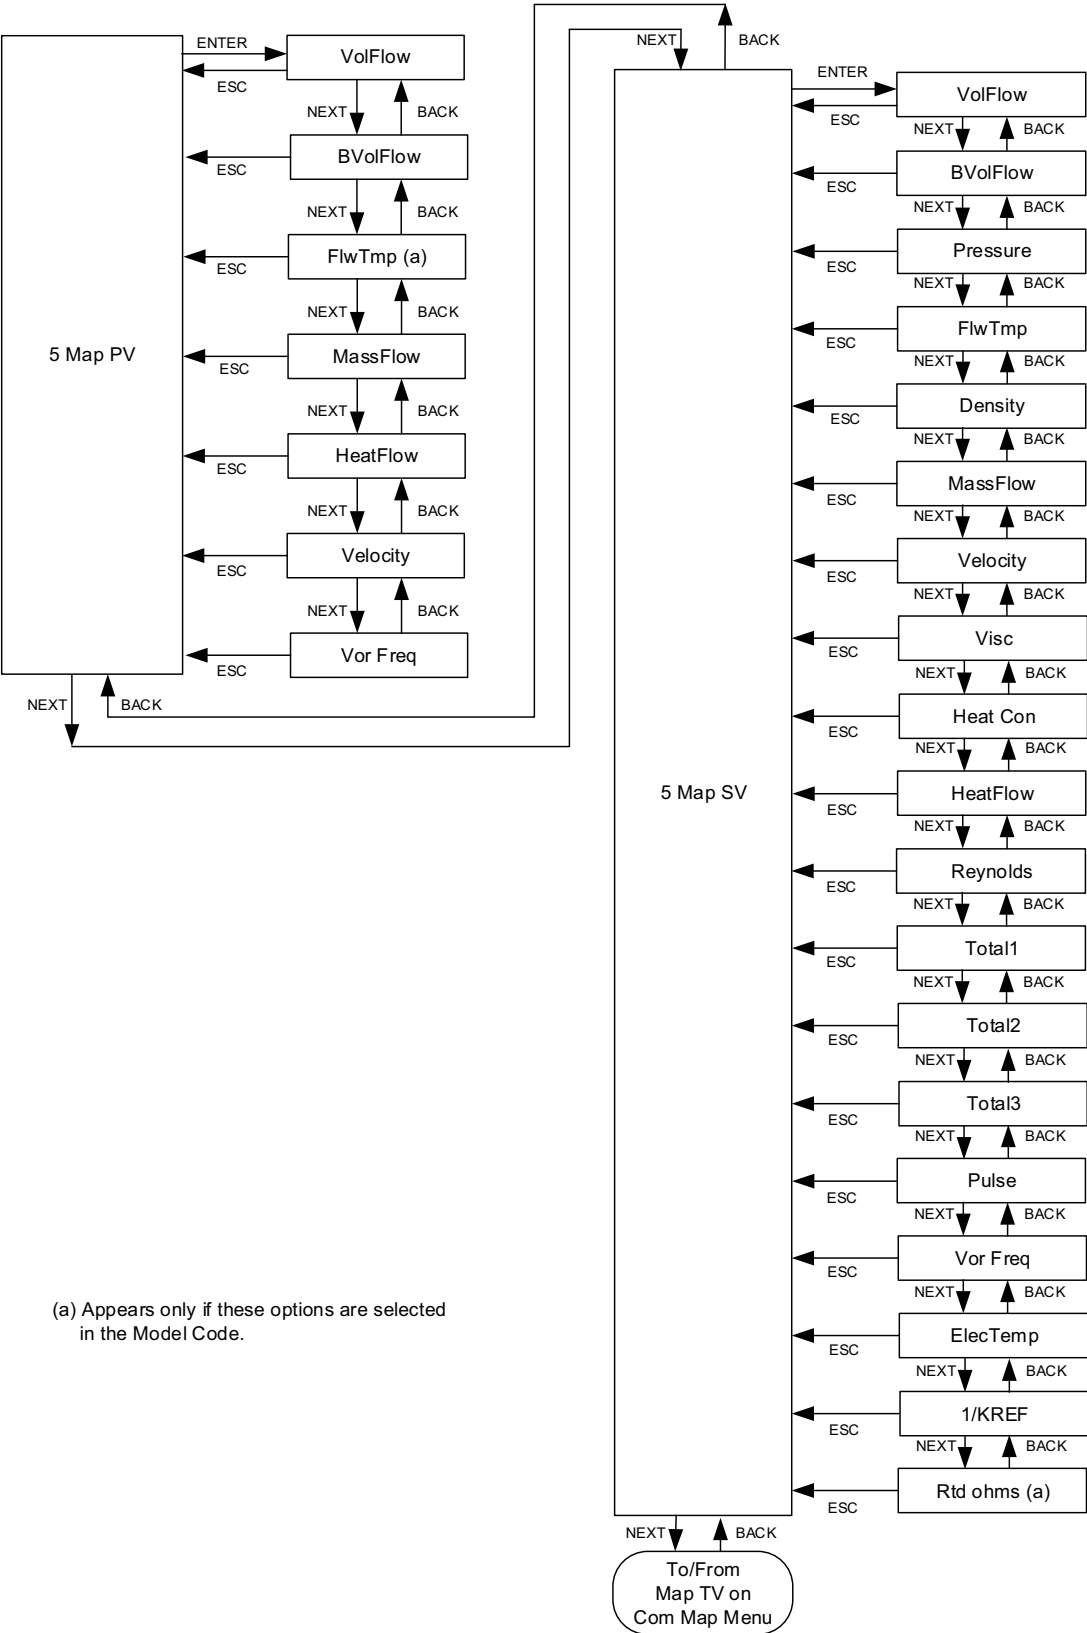 ENTER
VolFlow
ESC
NEXT
BACK
BVolFlow
ESC
NEXT
BACK
FlwTmp (a)
ESC
NEXT
BACK
5 Map PV
MassFlow
ESC
NEXT
BACK
HeatFlow
ESC
NEXT
BACK
Velocity
ESC
NEXT
BACK
Vor Freq
ESC
NEXT
BACK
NEXT
BACK
ENTER
VolFlow
ESC
NEXT
BACK
BVolFlow
ESC
NEXT
BACK
Pressure
ESC
NEXT
BACK
FlwTmp
ESC
NEXT
BACK
Density
ESC
NEXT
BACK
MassFlow
ESC
NEXT
BACK
Velocity
ESC
NEXT
BACK
Visc
ESC
NEXT
BACK
Heat Con
ESC
NEXT
BACK
5 Map SV
HeatFlow
ESC
NEXT
BACK
Reynolds
ESC
NEXT
BACK
Total1
ESC
NEXT
BACK
Total2
ESC
NEXT
BACK
Total3
ESC
NEXT
BACK
Pulse
ESC
NEXT
BACK
Vor Freq
ESC
NEXT
BACK
ElecTemp
ESC
NEXT
BACK
1/KREF
ESC
NEXT
BACK
Rtd ohms (a)
ESC
NEXT
BACK
To/From
Map TV on
Com Map Menu
(a) Appears only if these options are selected
in the Model Code.